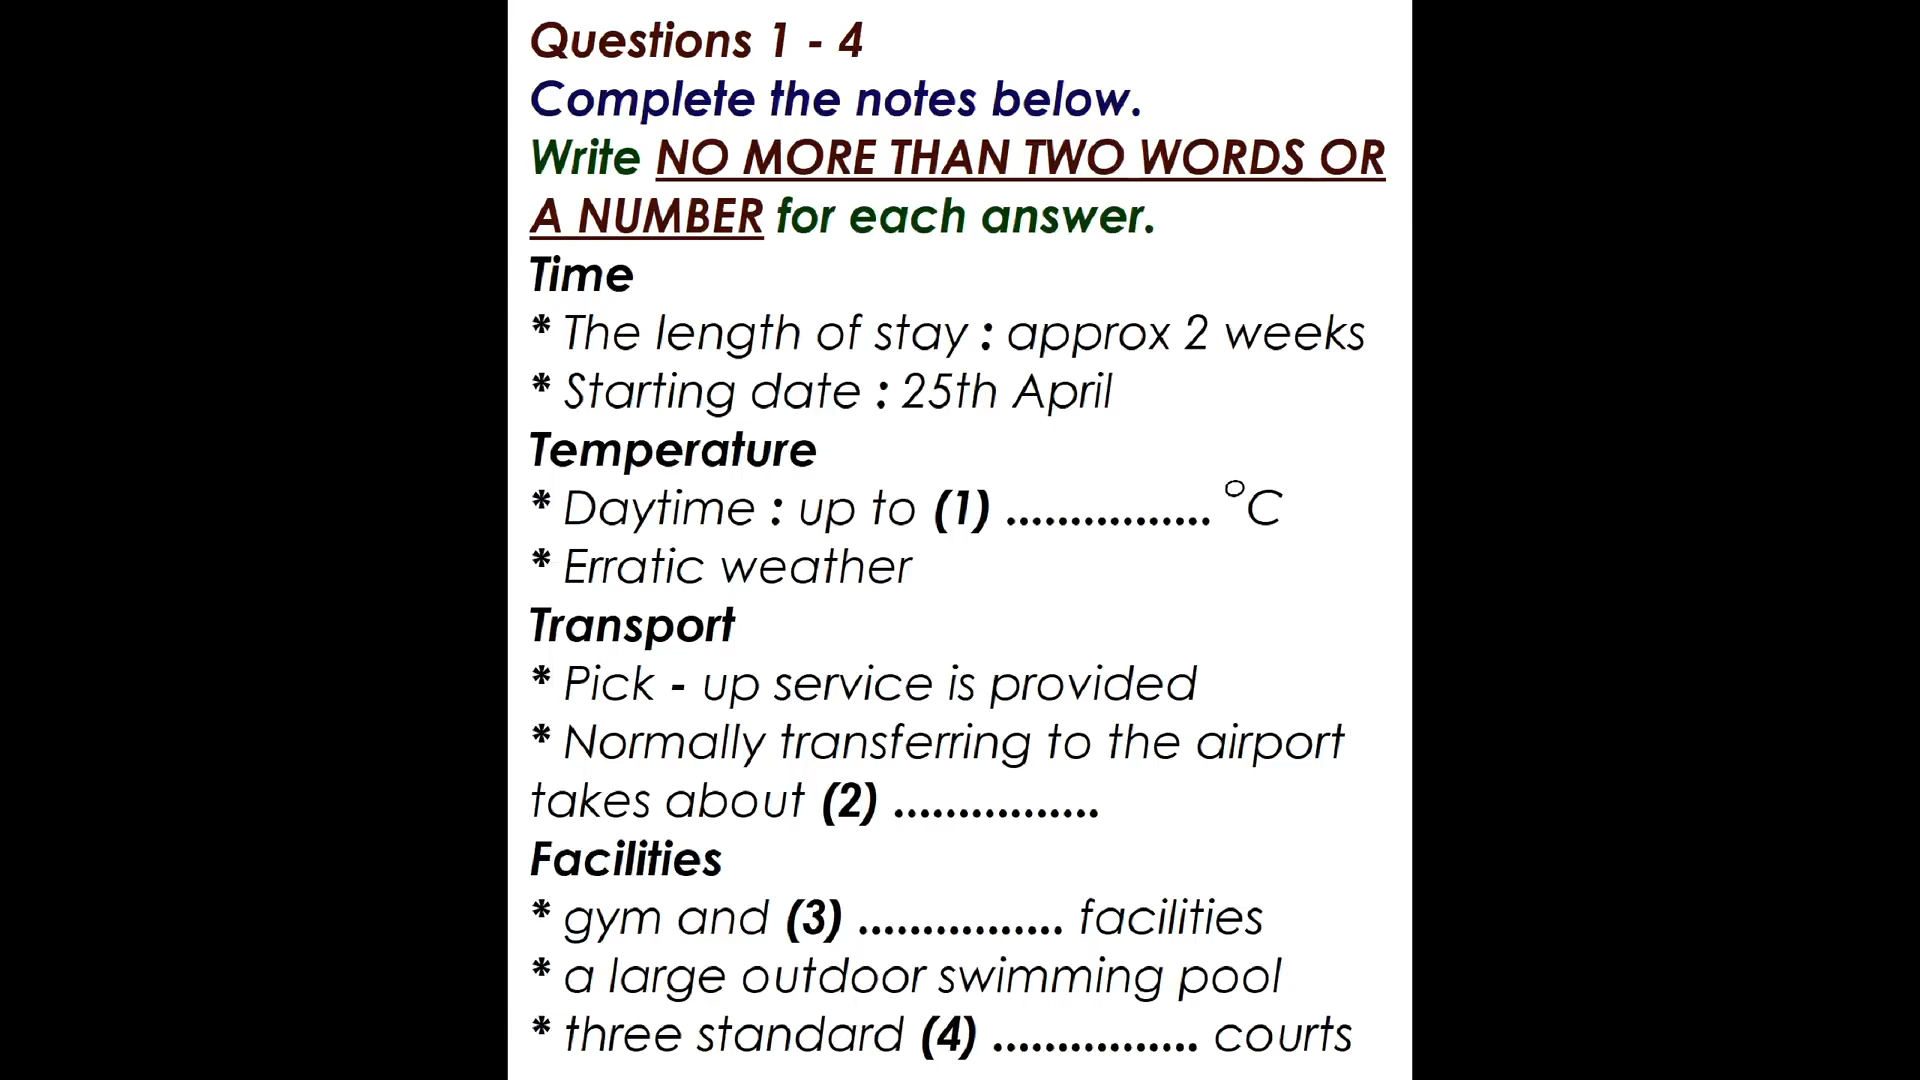 Questions 1 - 4
Complete the notes below.
Write NO MORE THAN TWO WORDS OR
A NUMBER for each answer.
Time
* The length of stay : approx 2 weeks
* Starting date : 25th April
Temperature
* Daytime : up to (1) ................ °C
* Erratic weather
Transport
* Pick - up service is provided
* Normally transferring to the airport
takes about (2) ................
Facilities
* gym and (3) ................ facilities
* a large outdoor swimming pool
* three standard (4) ................ courts